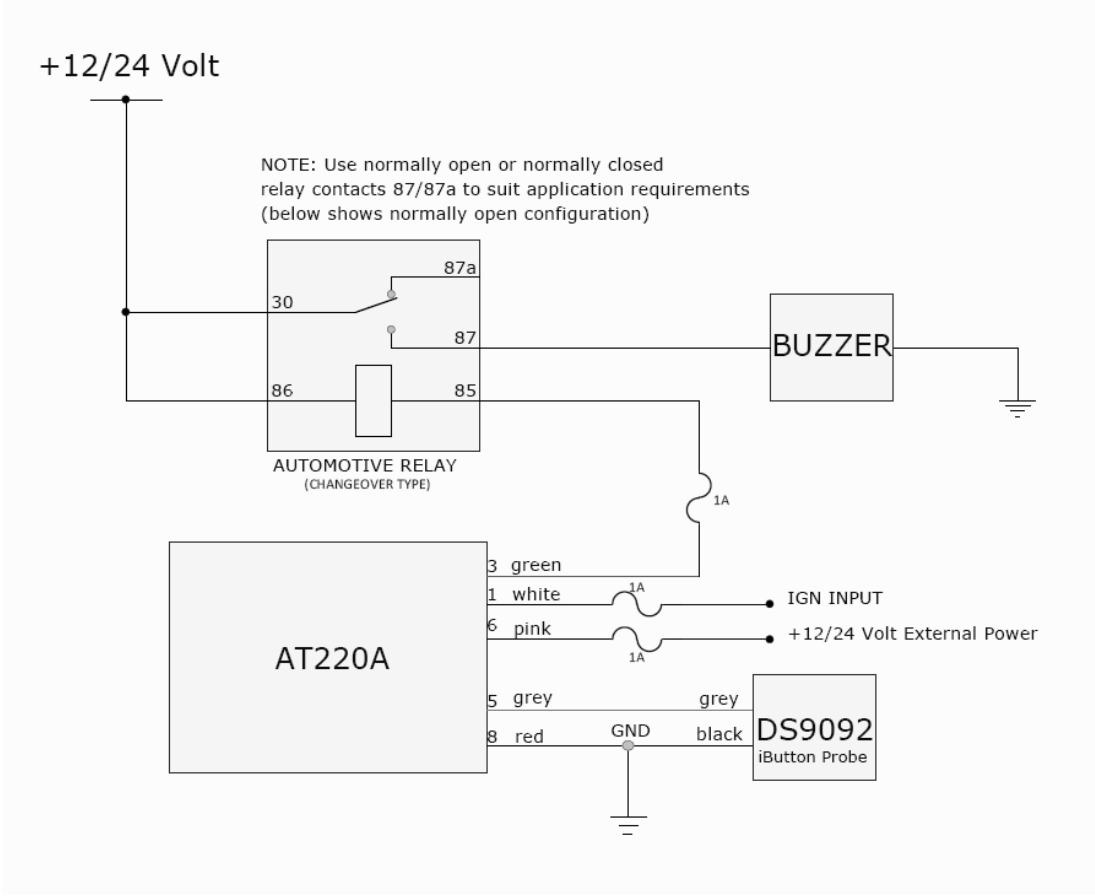 +12/24 Volt
NOTE: Use normally open or normally closed
relay contacts 87/87a to suit application requirements
(below shows normally open configuration)
87a
30
87
BUZZER
86
85
AUTOMOTIVE RELAY
(CHANGEOVER TYPE)
1A
3 green
1 white
1A
IGN INPUT
6 pink
1A
+12/24 Volt External Power
AT220A
5 grey
grey
8 red
GND
black
DS9092
iButton Probe